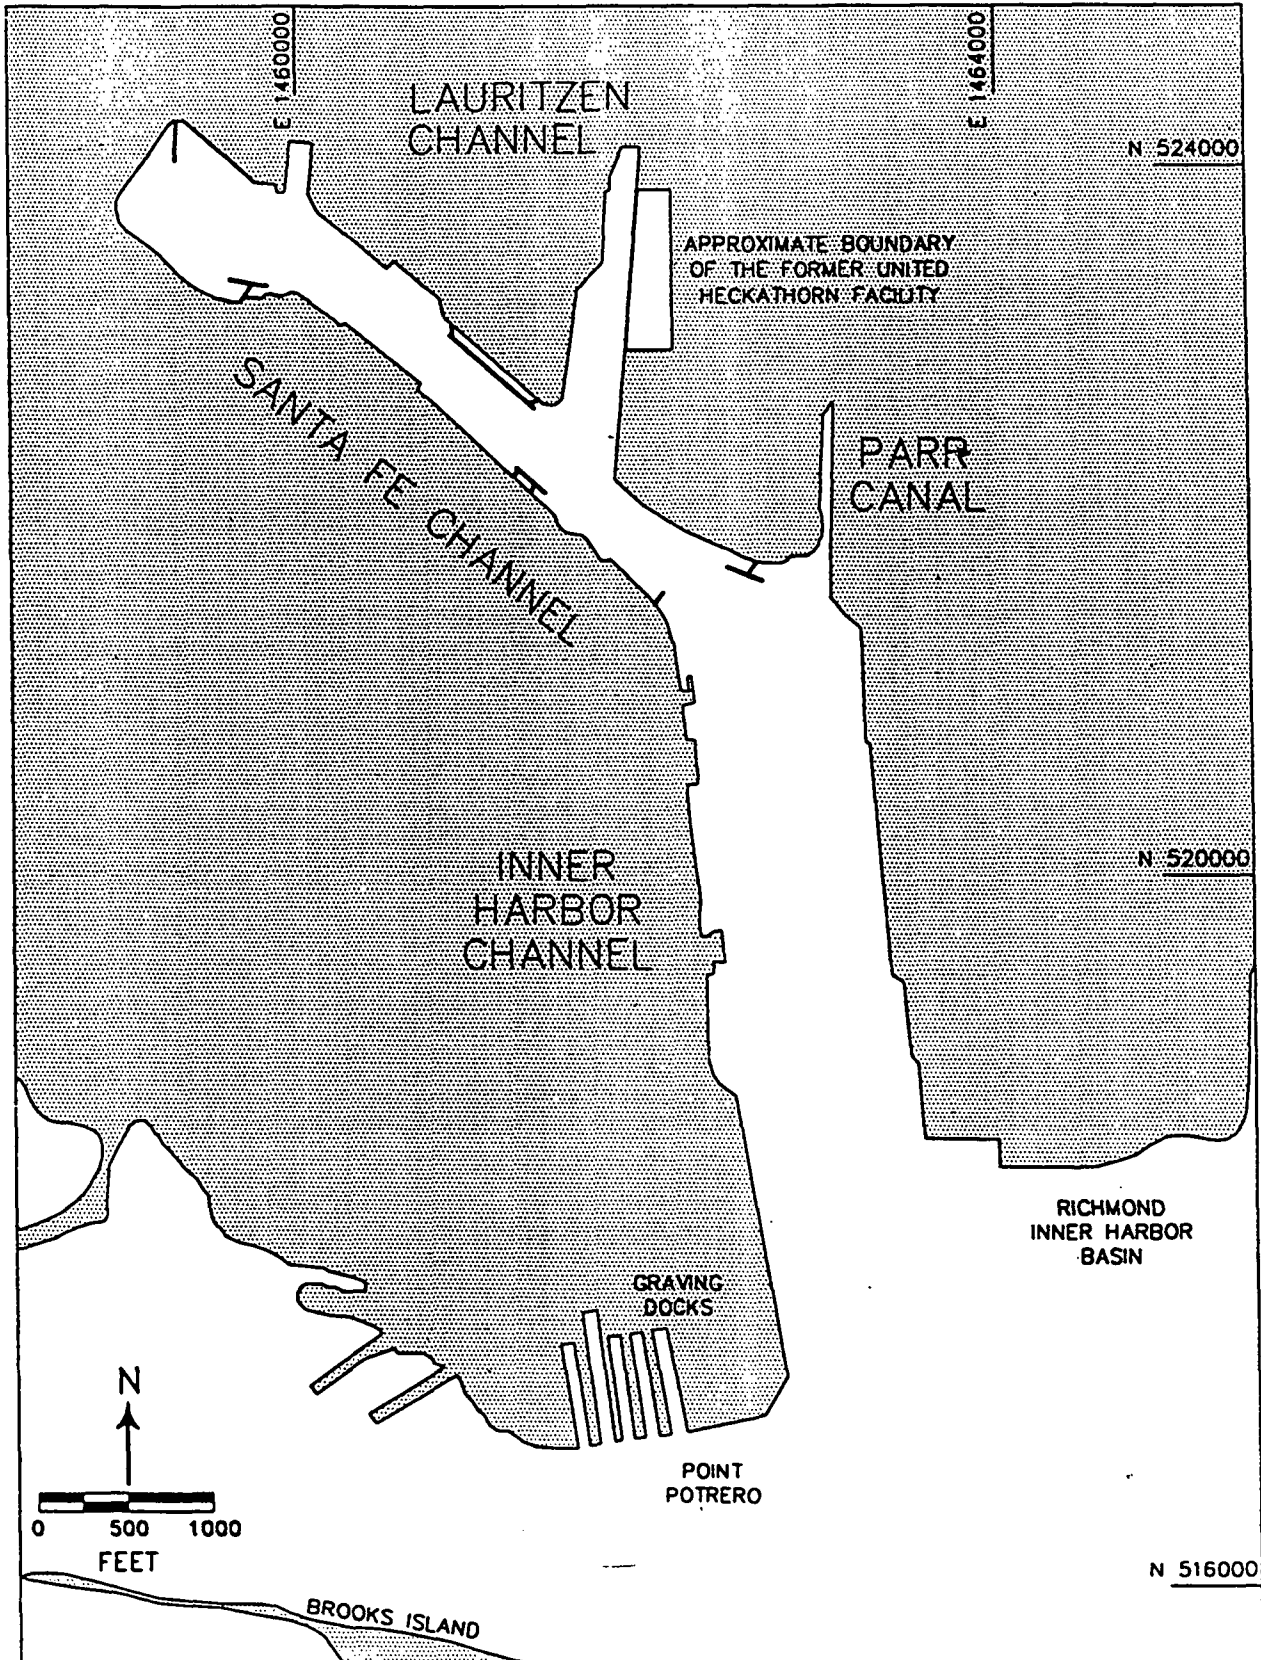 E 1460000
E 1464000
LAURITZEN
CHANNEL
N 524000
APPROXIMATE BOUNDARY
OF THE FORMER UNITED
HECKATHORN FACILITY
SANTA FE CHANNEL
PARR
CANAL
INNER
HARBOR
CHANNEL
N 520000
RICHMOND
INNER HARBOR
BASIN
GRAVING
DOCKS
N
POINT
POTRERO
0 500 1000
FEET
N 516000
BROOKS ISLAND